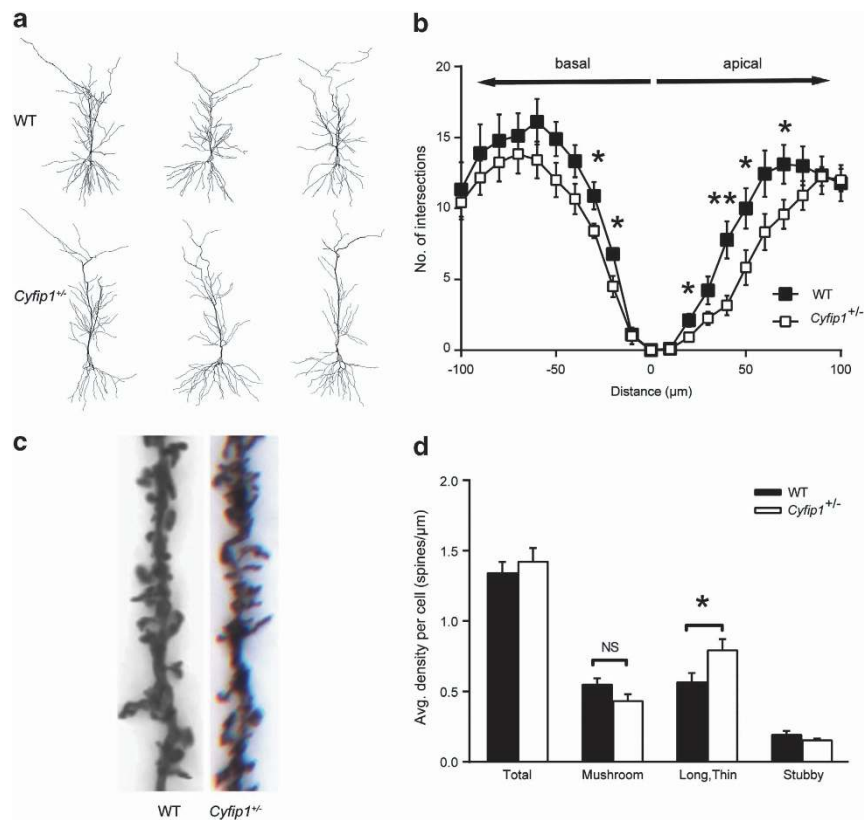 a
WT
Cyfip1+/-
b
basal
apical
20
15
10
5
0
No. of intersections
*
*
*
**
*
*
WT
Cyfip1+/-
-100
-50
0
50
100
Distance (µm)
c
WT
Cyfip1+/-
d
2.0
1.5
1.0
0.5
0.0
Avg. density per cell (spines/µm)
WT
Cyfip1+/-
NS
*
Total
Mushroom
Long,Thin
Stubby